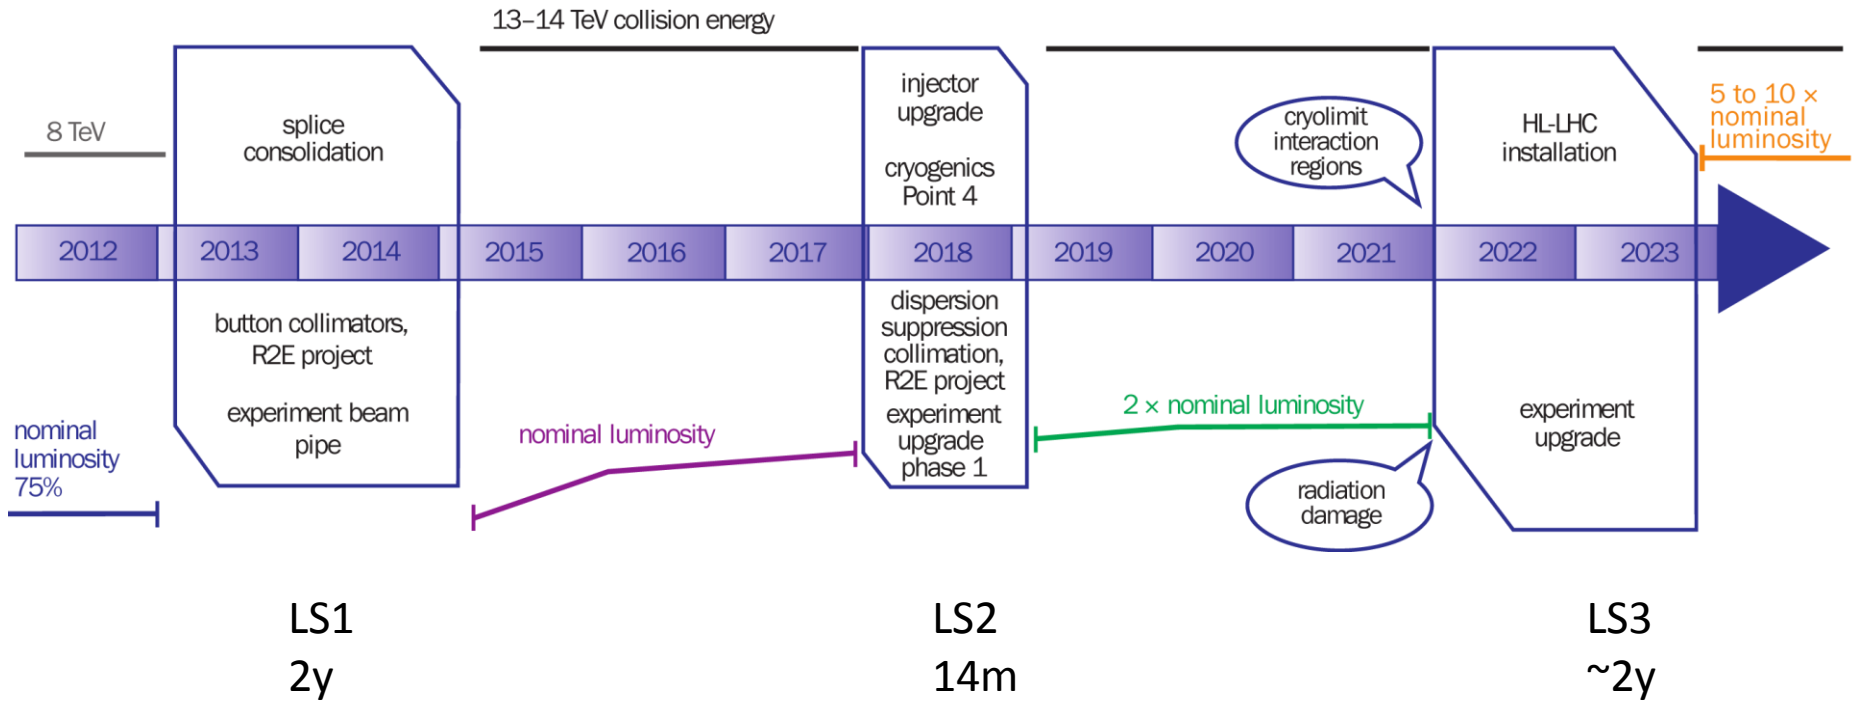 13–14 TeV collision energy
8 TeV
splice
consolidation
injector
upgrade
cryogenics
Point 4
cryolimit
interaction
regions
HL-LHC
installation
5 to 10 ×
nominal
luminosity
2012
2013
2014
2015
2016
2017
2018
2019
2020
2021
2022
2023
button collimators,
R2E project
experiment beam
pipe
nominal
luminosity
75%
nominal luminosity
dispersion
suppression
collimation,
R2E project
experiment
upgrade
phase 1
2 × nominal luminosity
radiation
damage
experiment
upgrade
LS1
2y
LS2
14m
LS3
~2y